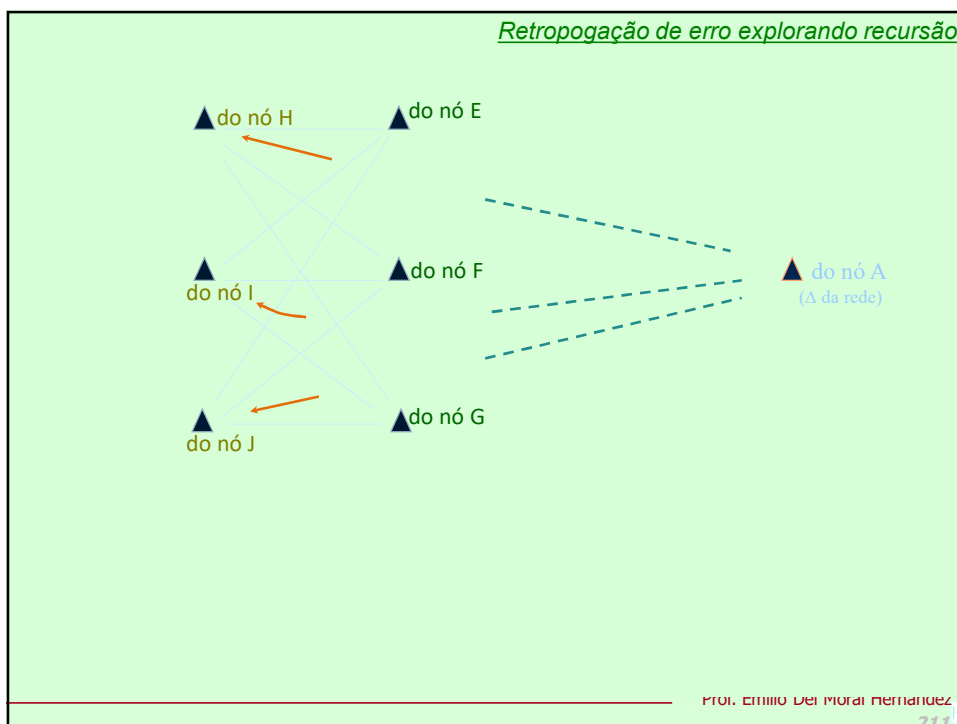 Retropogação de erro explorando recursão
do nó H
do nó E
do nó I
do nó F
do nó A
(Δ da rede)
do nó J
do nó G
Prof. Emilio Del Moral Hernandez
211